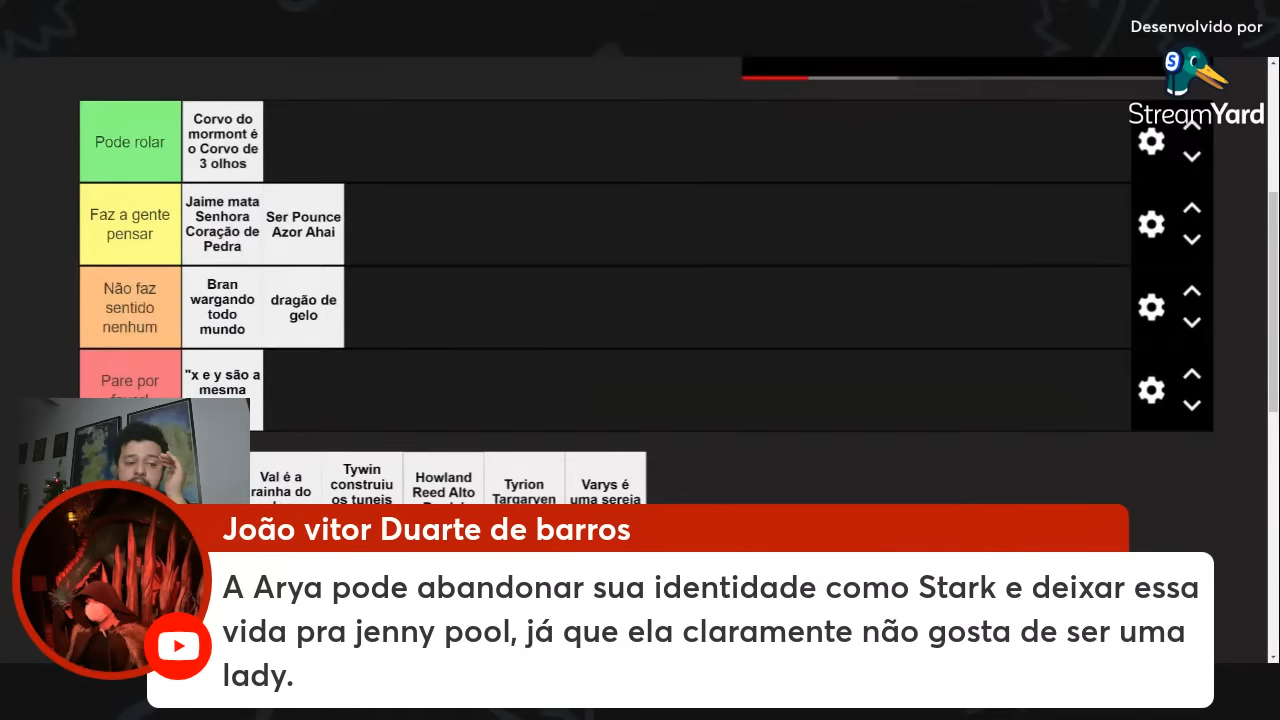 Desenvolvido por
StreamYard
Pode rolar
Corvo do
mormont é
o Corvo de
3 olhos
Faz a gente
pensar
Jaime mata
Senhora
Coração de
Pedra
Ser Pounce
Azor Ahai
Não faz
sentido
nenhum
Bran
wargando
todo
mundo
dragão de
gelo
Pare por
"x e y são a
mesma
Val é a
rainha do
Tywin
construiu
os tuneis
Howland
Reed Alto
Tyrion
Targaryen
Varys é
uma sereia
João vitor Duarte de barros
A Arya pode abandonar sua identidade como Stark e deixar essa
vida pra jenny pool, já que ela claramente não gosta de ser uma
lady.